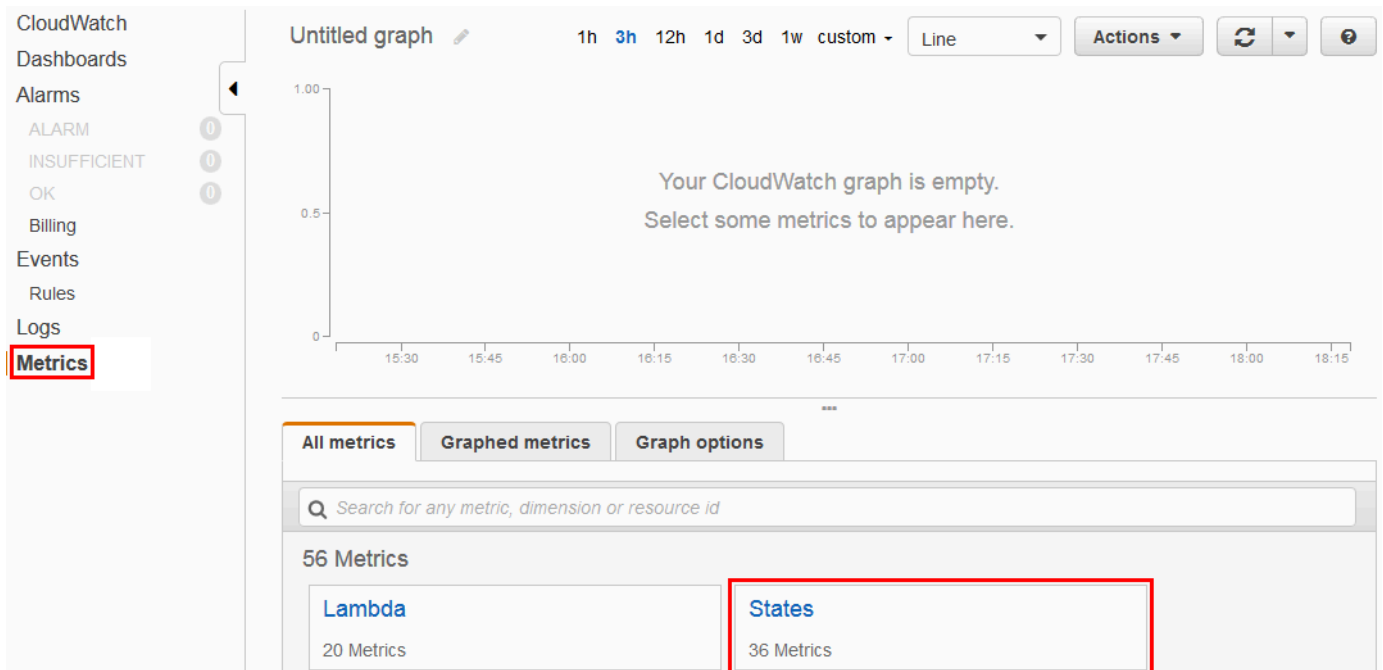 CloudWatch
Dashboards
Alarms
ALARM 0
INSUFFICIENT 0
OK 0
Billing
Events
Rules
Logs
Metrics
Untitled graph 1h 3h 12h 1d 3d 1w custom Line Actions
1.00
Your CloudWatch graph is empty.
0.5
Select some metrics to appear here.
0
15:30 15:45 16:00 16:15 16:30 16:45 17:00 17:15 17:30 17:45 18:00 18:15
All metrics Graphed metrics Graph options
Search for any metric, dimension or resource id
56 Metrics
Lambda States
20 Metrics 36 Metrics